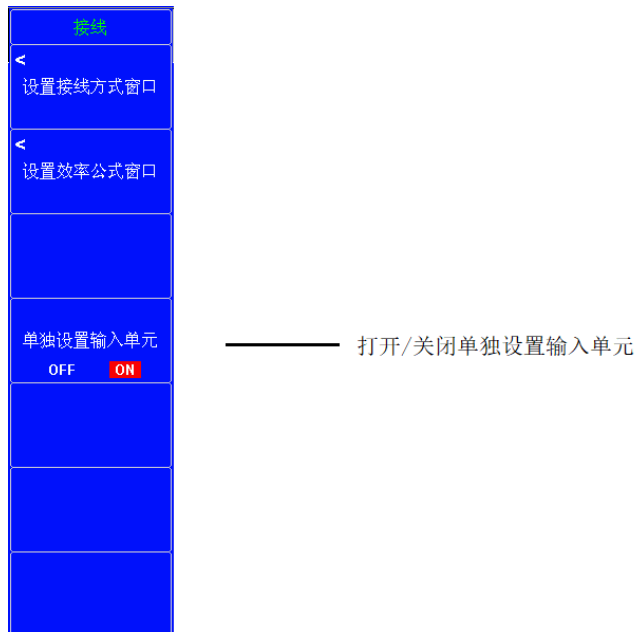 接线
<
设置接线方式窗口
<
设置效率公式窗口
单独设置输入单元
OFF ON
打开/关闭单独设置输入单元